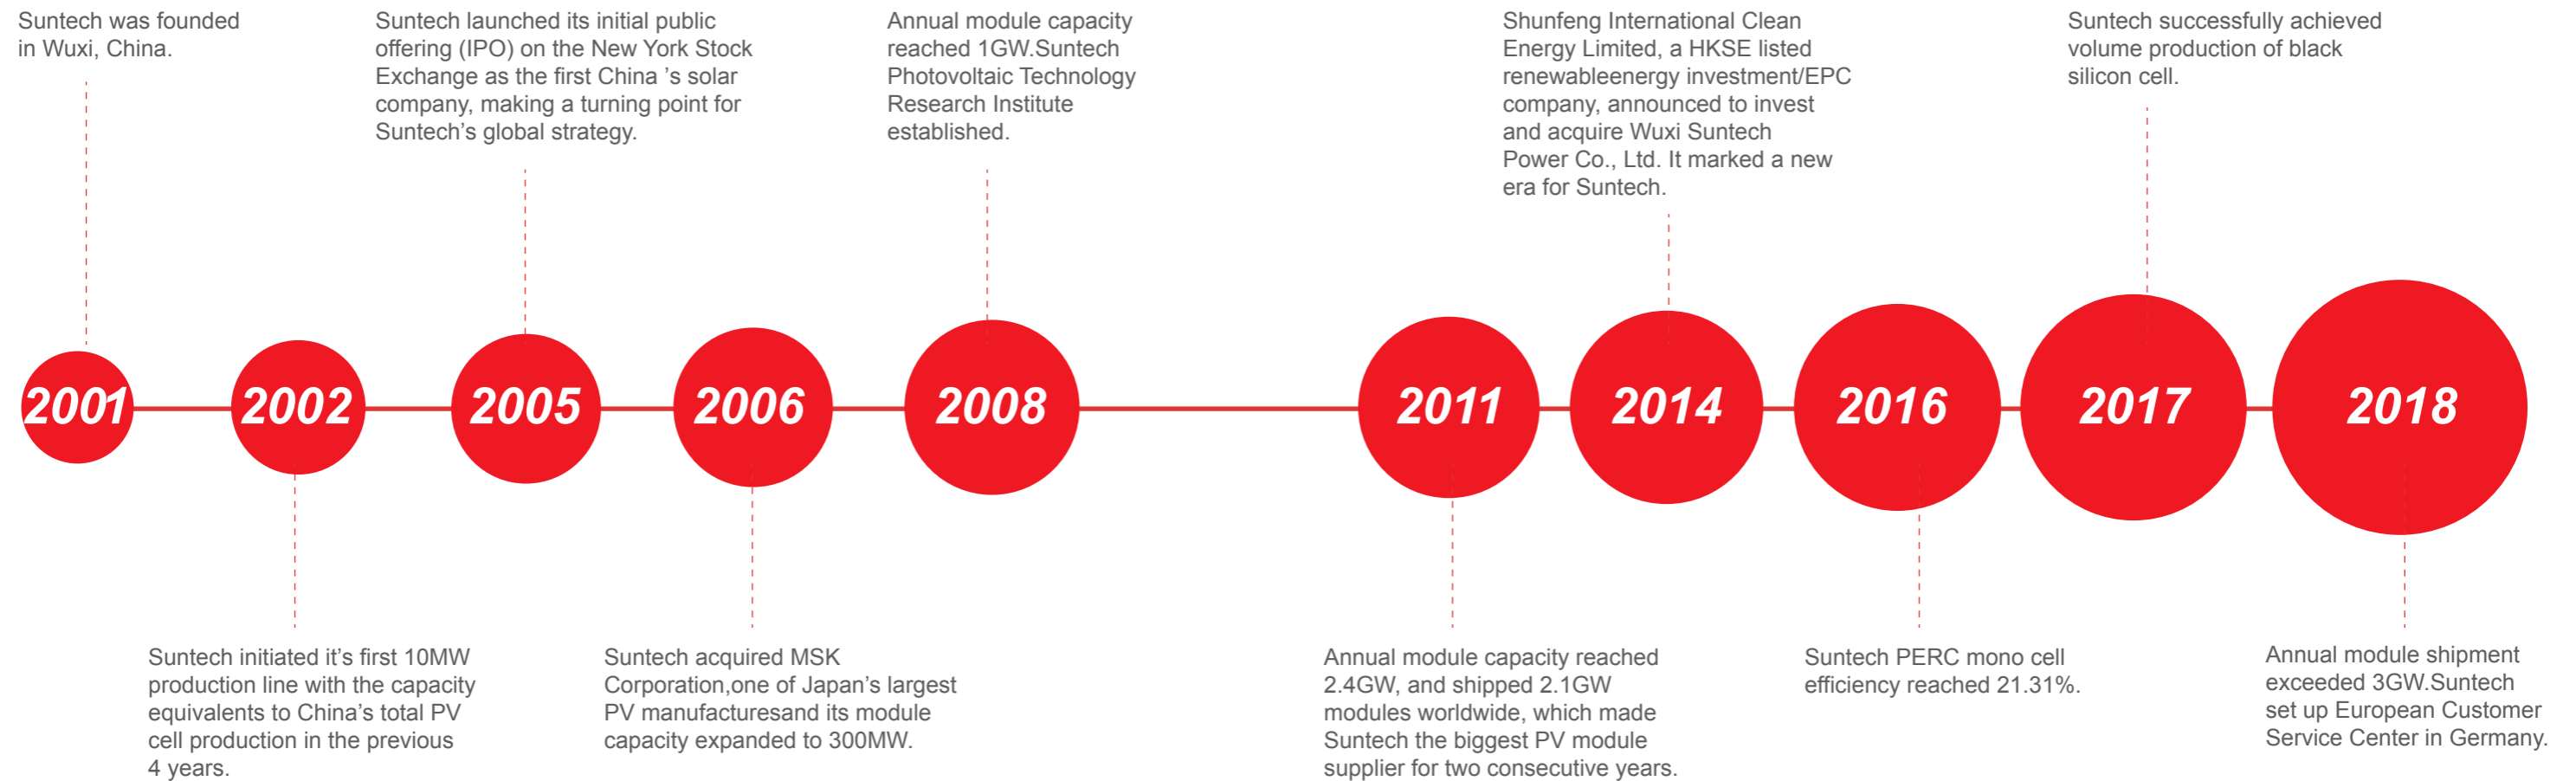 Suntech was founded
in Wuxi, China.
Suntech launched its initial public
offering (IPO) on the New York Stock
Exchange as the first China ’s solar
company, making a turning point for
Suntech’s global strategy.
Annual module capacity
reached 1GW.Suntech
Photovoltaic Technology
Research Institute
established.
Shunfeng International Clean
Energy Limited, a HKSE listed
renewableenergy investment/EPC
company, announced to invest
and acquire Wuxi Suntech
Power Co., Ltd. It marked a new
era for Suntech.
Suntech successfully achieved
volume production of black
silicon cell.
2001
2002
2005
2006
2008
2011
2014
2016
2017
2018
Suntech initiated it’s first 10MW
production line with the capacity
equivalents to China’s total PV
cell production in the previous
4 years.
Suntech acquired MSK
Corporation,one of Japan’s largest
PV manufacturesand its module
capacity expanded to 300MW.
Annual module capacity reached
2.4GW, and shipped 2.1GW
modules worldwide, which made
Suntech the biggest PV module
supplier for two consecutive years.
Suntech PERC mono cell
efficiency reached 21.31%.
Annual module shipment
exceeded 3GW.Suntech
set up European Customer
Service Center in Germany.